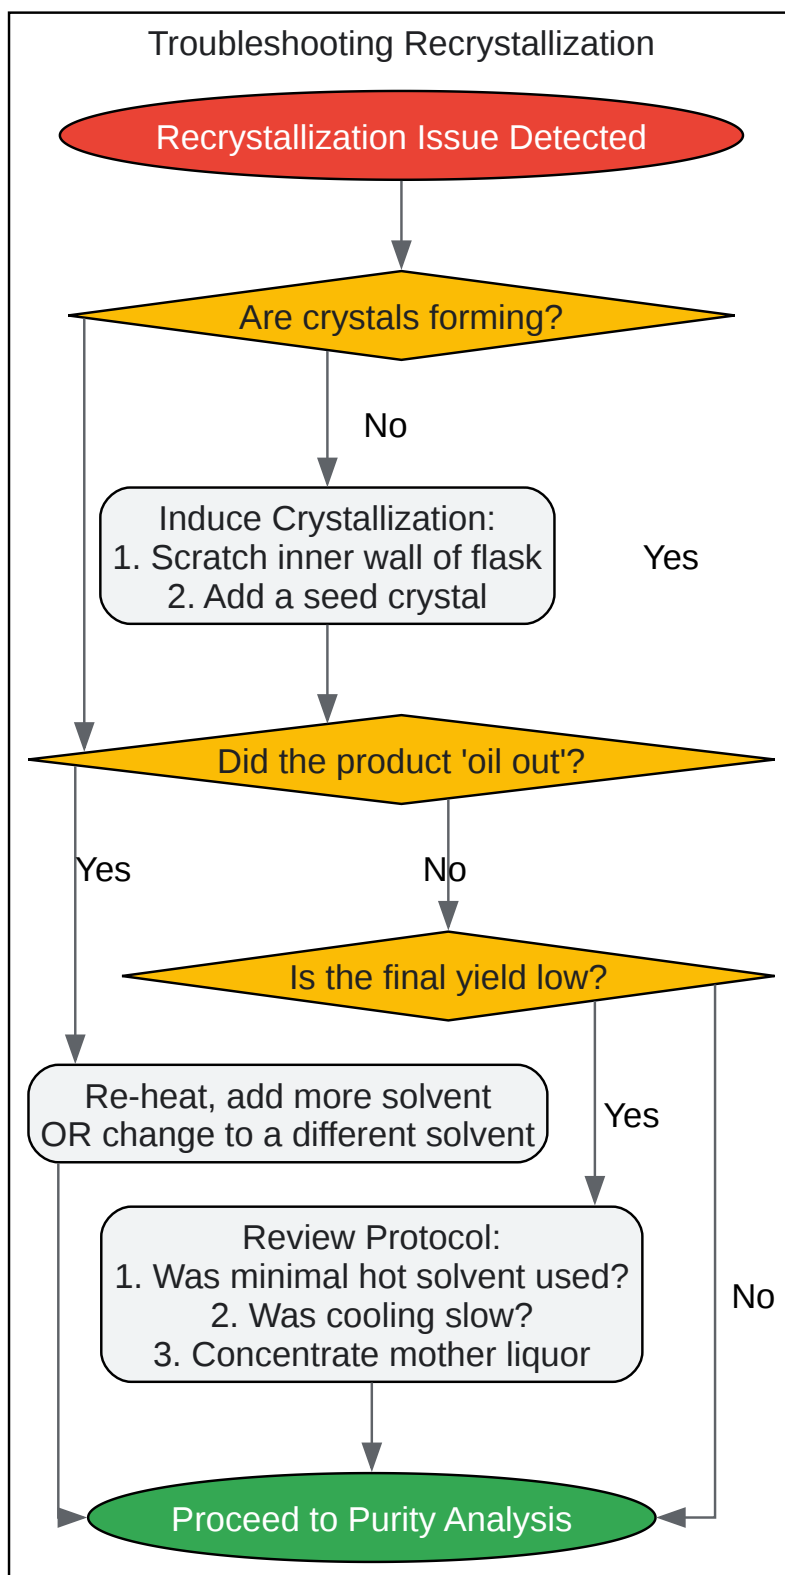 Troubleshooting Recrystallization
Recrystallization Issue Detected
Are crystals forming?
No
Induce Crystallization:
1. Scratch inner wall of flask
2. Add a seed crystal
Yes
Did the product 'oil out'?
Yes
No
Is the final yield low?
Re-heat, add more solvent
OR change to a different solvent
Yes
Review Protocol:
1. Was minimal hot solvent used?
2. Was cooling slow?
3. Concentrate mother liquor
No
Proceed to Purity Analysis